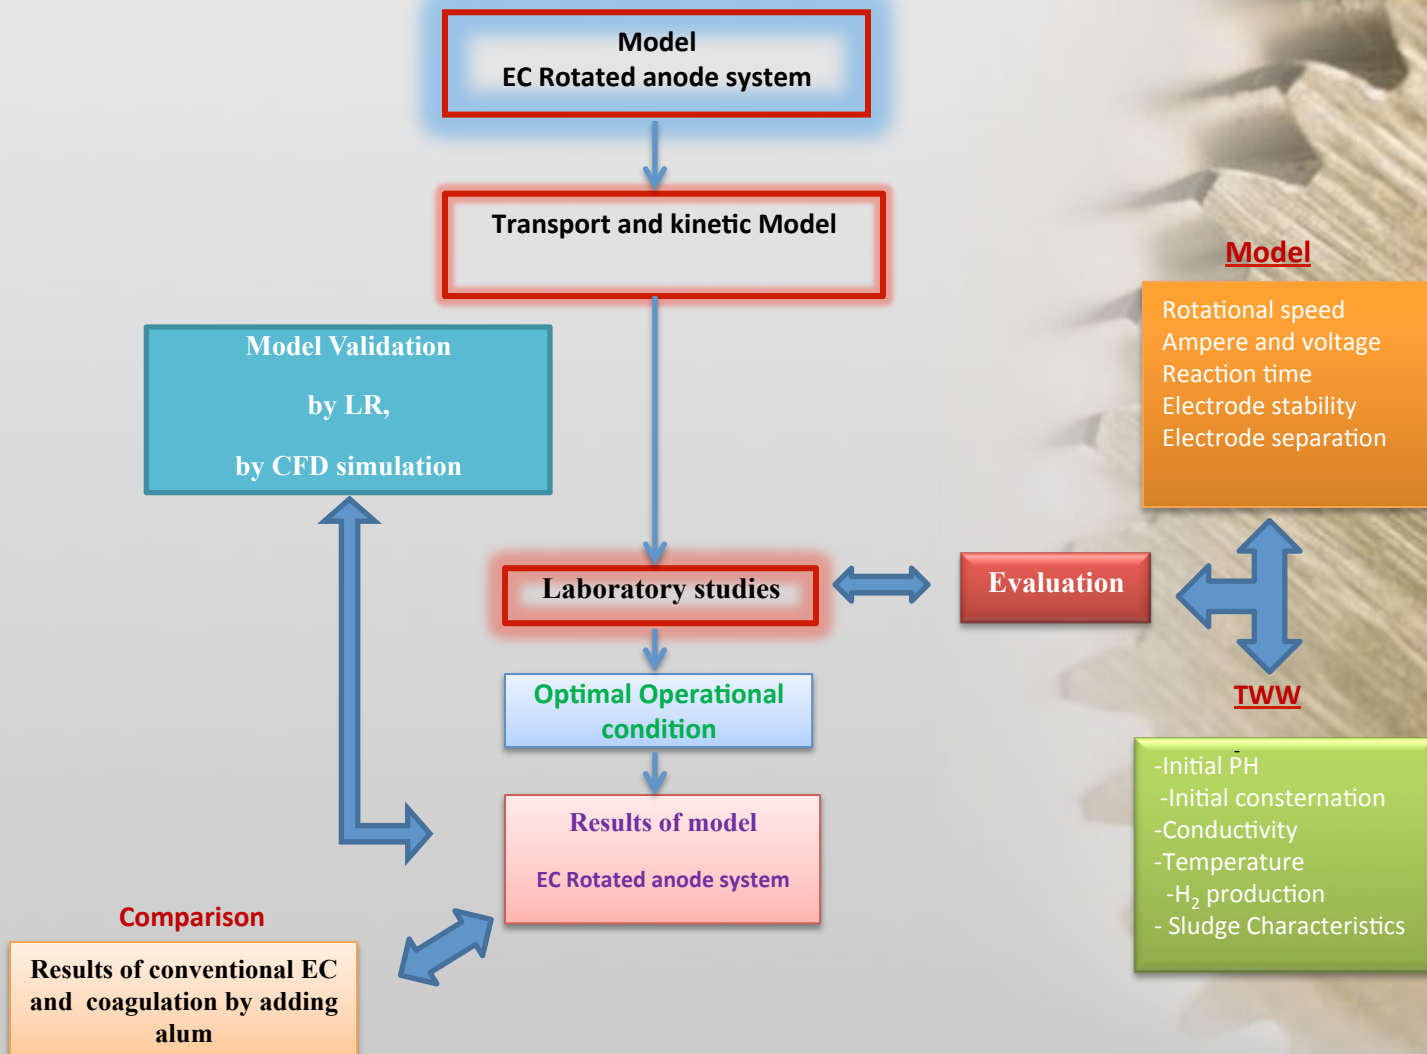 Model
EC Rotated anode system
Transport and kinetic Model
Model Validation
by LR,
by CFD simulation
Model
Rotational speed
Ampere and voltage
Reaction time
Electrode stability
Electrode separation
Laboratory studies
Evaluation
Optimal Operational
condition
TWW
-
-Initial PH
-Initial consternation
-Conductivity
-Temperature
-H₂ production
- Sludge Characteristics
Results of model
EC Rotated anode system
Comparison
Results of conventional EC
and coagulation by adding
alum